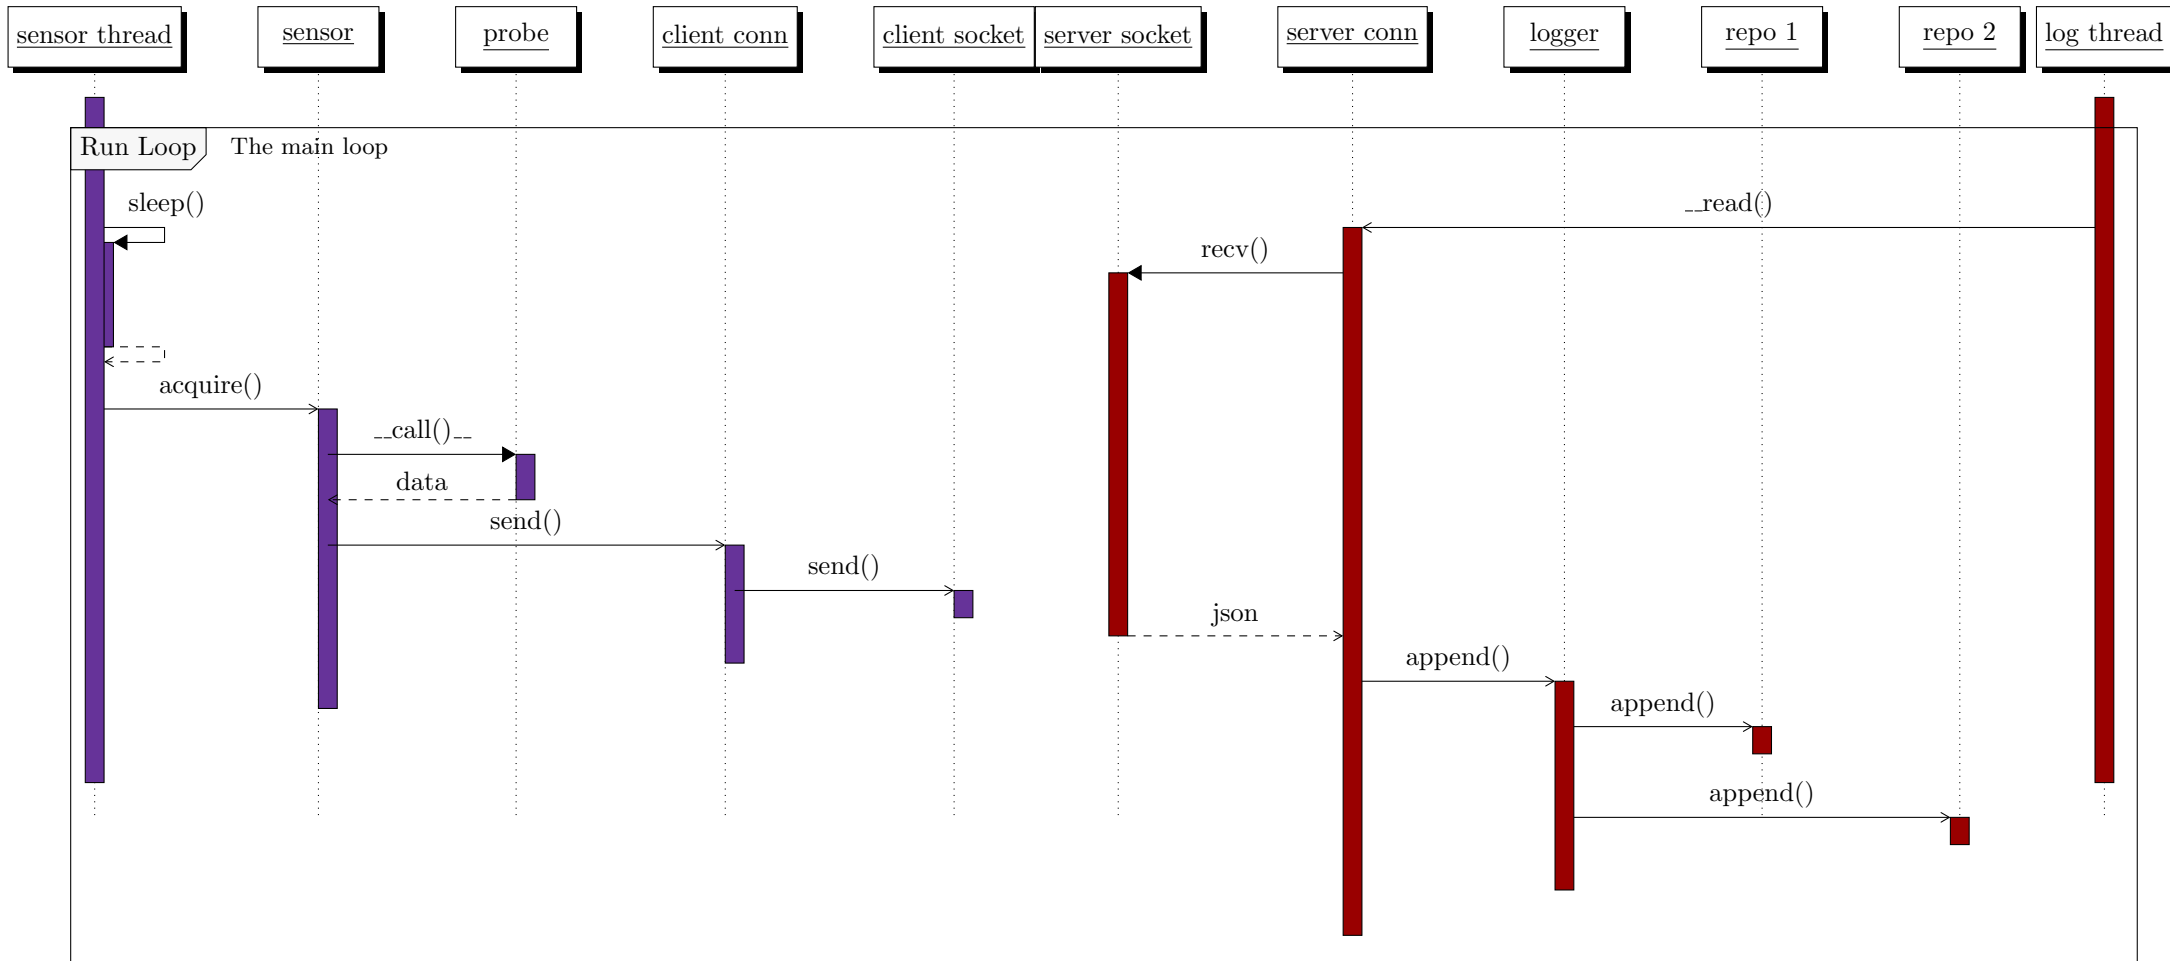 sensor thread
sensor
probe
client conn
client socket
server socket
server conn
logger
repo 1
repo 2
log thread
Run Loop
The main loop
sleep()
__read()
recv()
acquire()
__call()__
data
send()
send()
json
append()
append()
append()